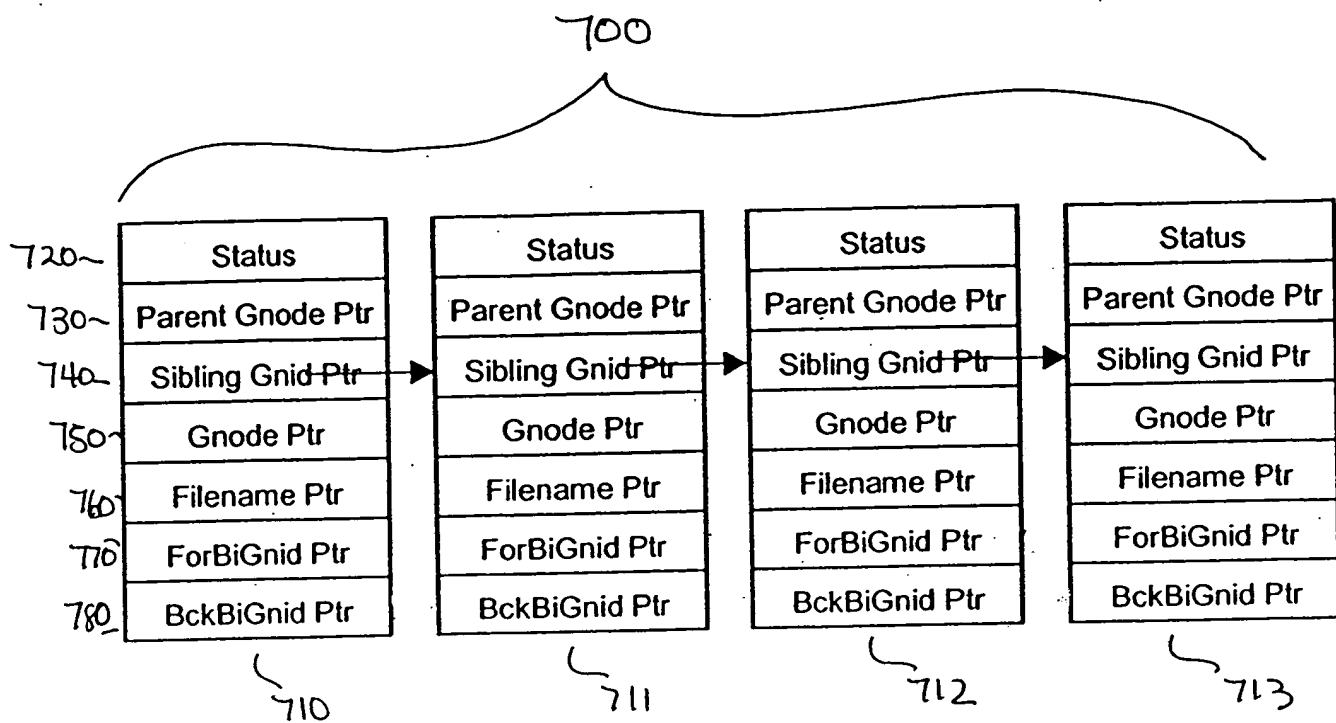 700
720 Status Status Status Status
730 Parent Gnode Ptr Parent Gnode Ptr Parent Gnode Ptr Parent Gnode Ptr
740 Sibling Gnid Ptr Sibling Gnid Ptr Sibling Gnid Ptr Sibling Gnid Ptr
750 Gnode Ptr Gnode Ptr Gnode Ptr Gnode Ptr
760 Filename Ptr Filename Ptr Filename Ptr Filename Ptr
770 ForBiGnid Ptr ForBiGnid Ptr ForBiGnid Ptr ForBiGnid Ptr
780 BckBiGnid Ptr BckBiGnid Ptr BckBiGnid Ptr BckBiGnid Ptr
710 711 712 713